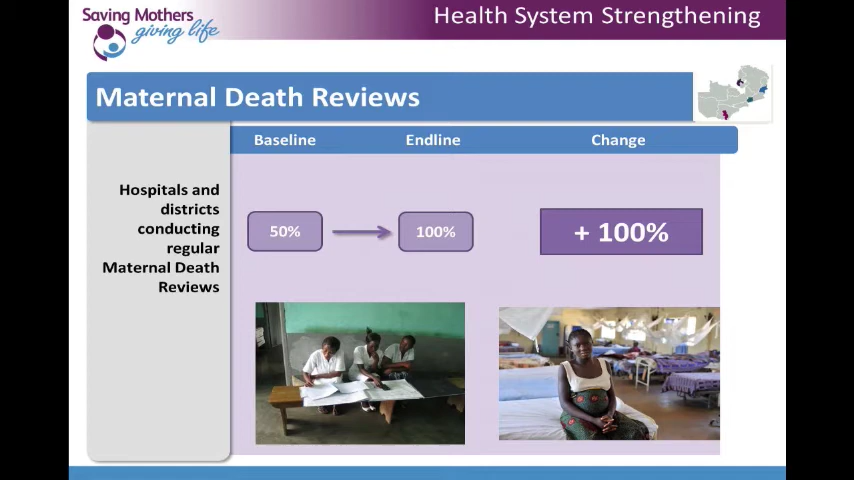 Saving Mothers
giving life
Health System Strengthening
Maternal Death Reviews
Baseline Endline Change
Hospitals and
districts
conducting
regular
Maternal Death
Reviews
50% 100% + 100%